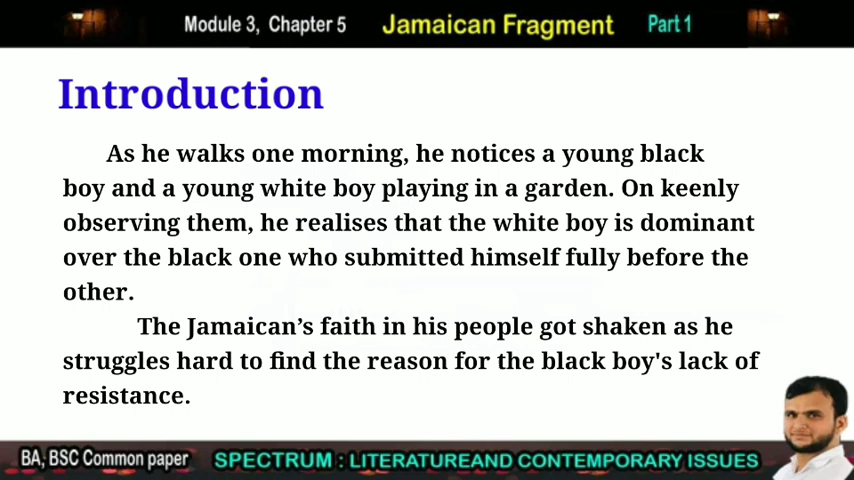 Module 3, Chapter 5 Jamaican Fragment Part 1
Introduction
As he walks one morning, he notices a young black
boy and a young white boy playing in a garden. On keenly
observing them, he realises that the white boy is dominant
over the black one who submitted himself fully before the
other.
The Jamaican’s faith in his people got shaken as he
struggles hard to find the reason for the black boy's lack of
resistance.
BA, BSC Common paper SPECTRUM : LITERATUREAND CONTEMPORARY ISSUES